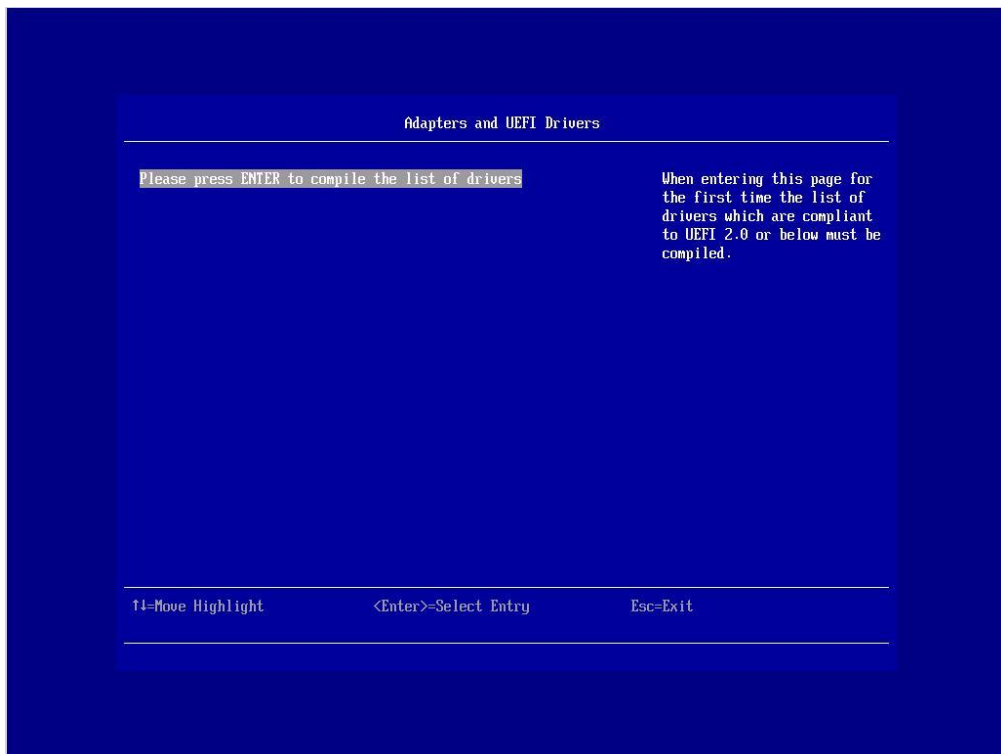 Adapters and UEFI Drivers
Please press ENTER to compile the list of drivers
When entering this page for
the first time the list of
drivers which are compliant
to UEFI 2.0 or below must be
compiled.
↑↓=Move Highlight <Enter>=Select Entry Esc=Exit